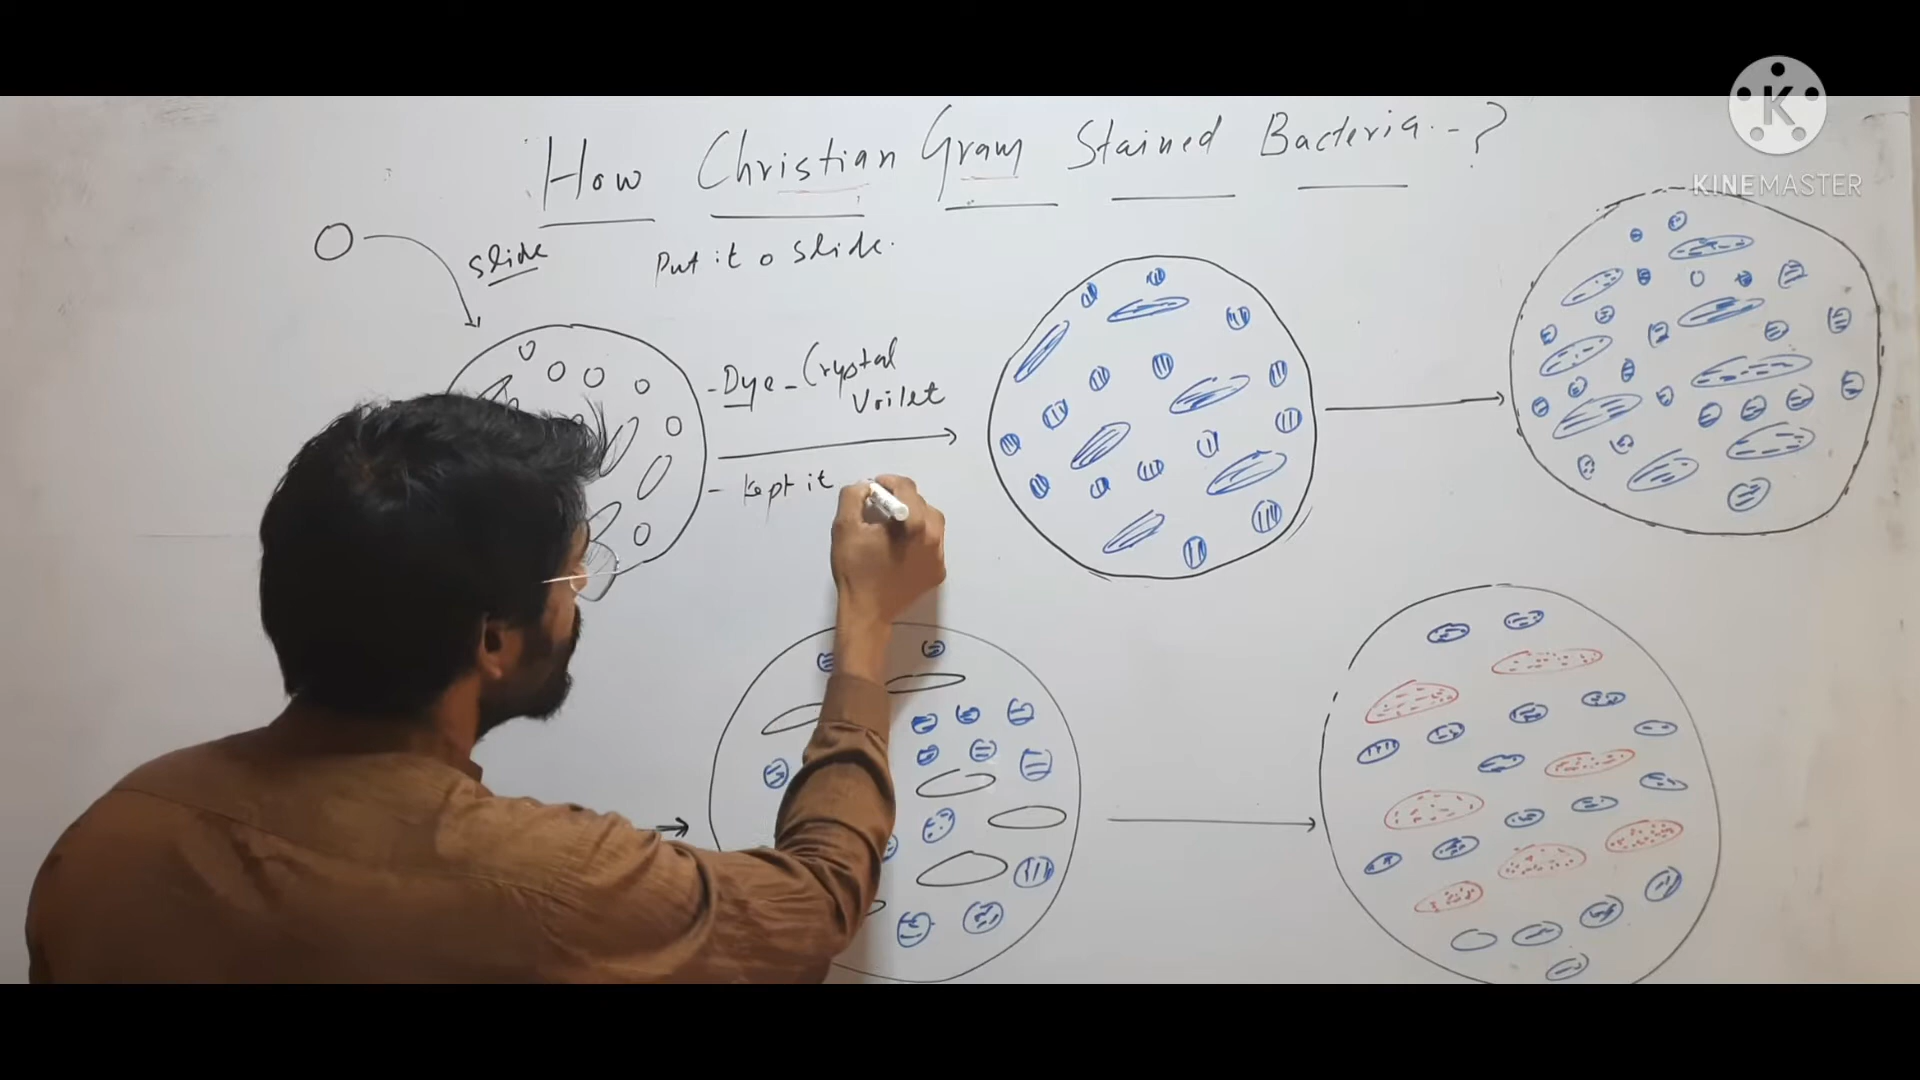 How Christian Gram Stained Bacteria - ?
KINEMASTER
slide
Put it o slide.
- Dye - Crystal
Voilet
- Kept it